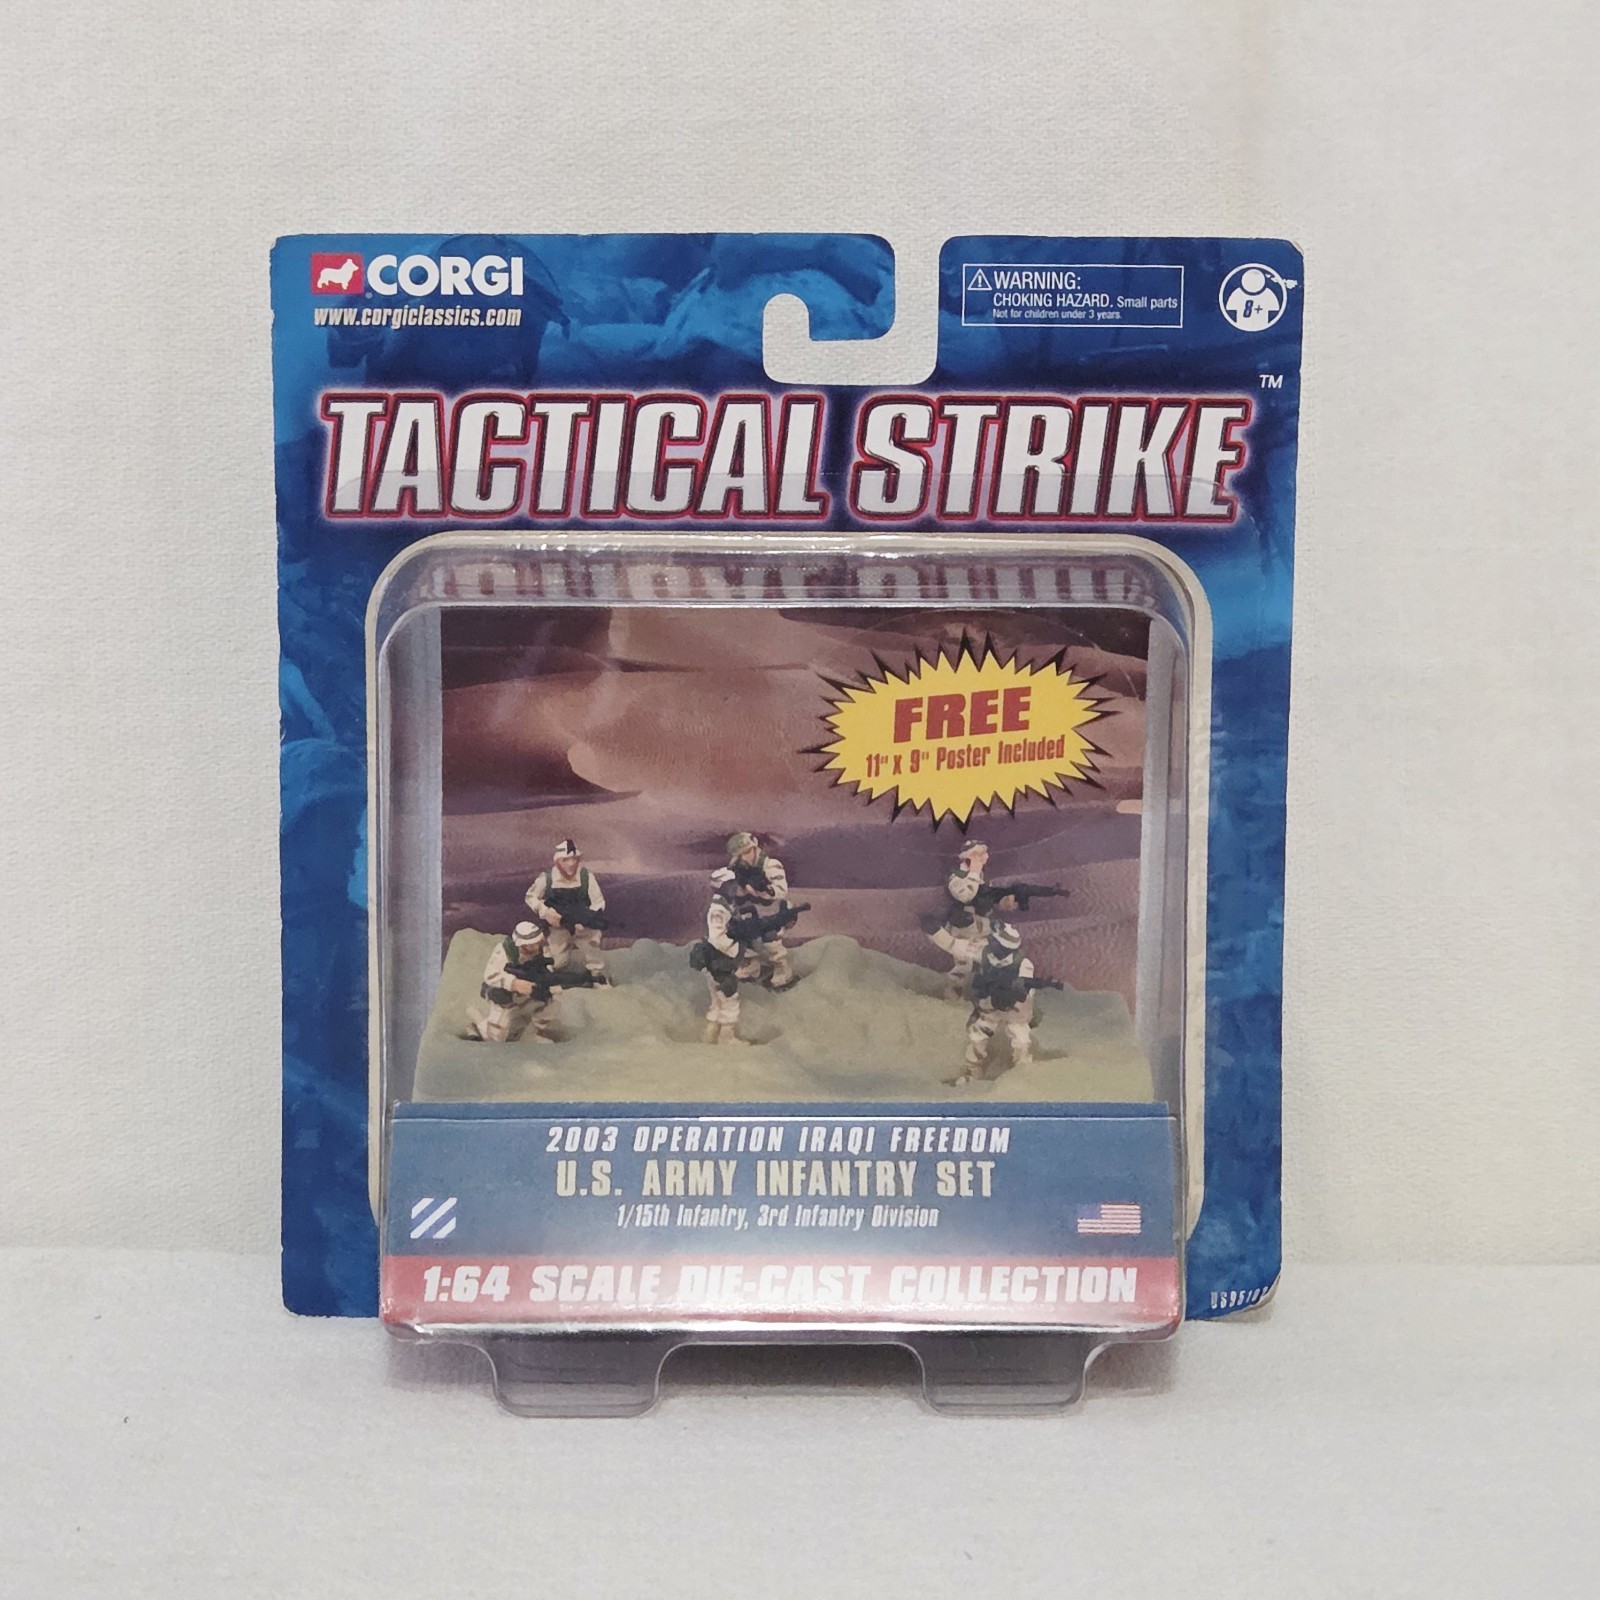 CORGI
www.corgiclassics.com
WARNING:
CHOKING HAZARD. Small parts
Not for children under 3 years.
8+
TACTICAL STRIKE™
FREE
11" x 9" Poster Included
2003 OPERATION IRAQI FREEDOM
U.S. ARMY INFANTRY SET
1/15th Infantry, 3rd Infantry Division
1:64 SCALE DIE-CAST COLLECTION